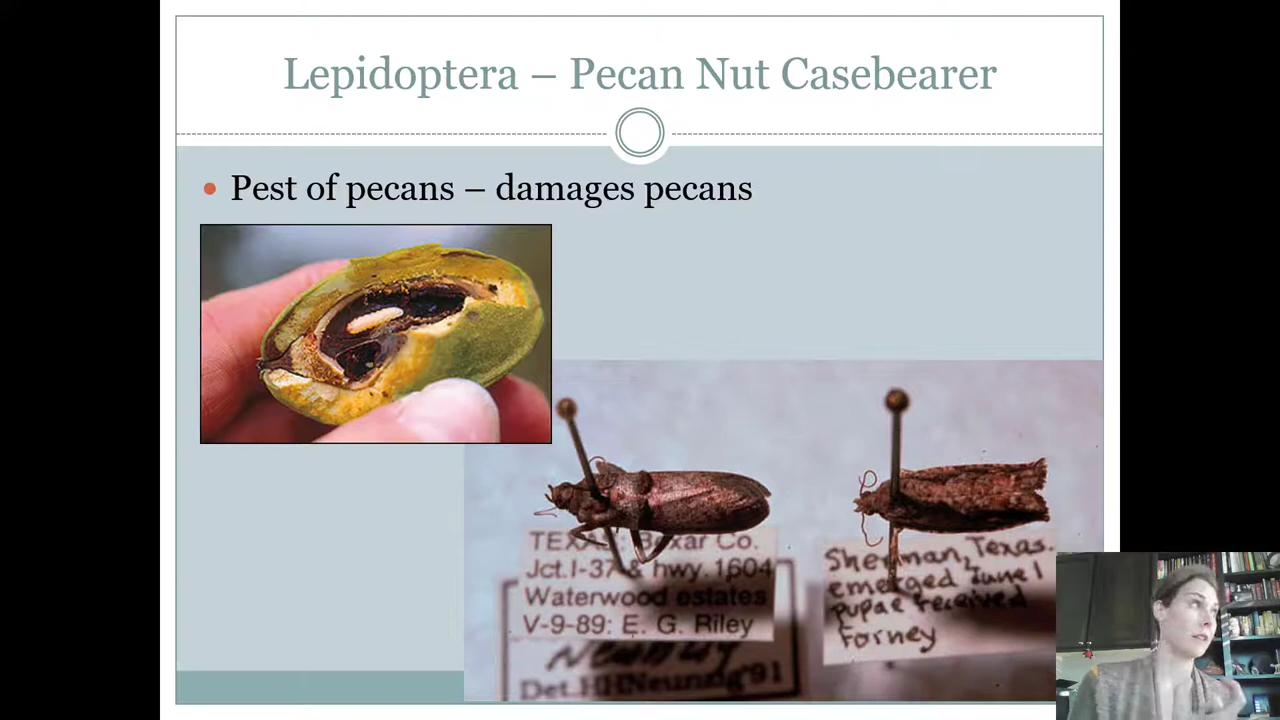 Lepidoptera – Pecan Nut Casebearer
Pest of pecans – damages pecans
TEXAS: Bexar Co.
Jct.I-37 & hwy.1604
Waterwood estates
V-9-89: E. G. Riley
Det.HHNeunzig'91
Sherman, Texas.
emerged June 1
pupae received
Forney